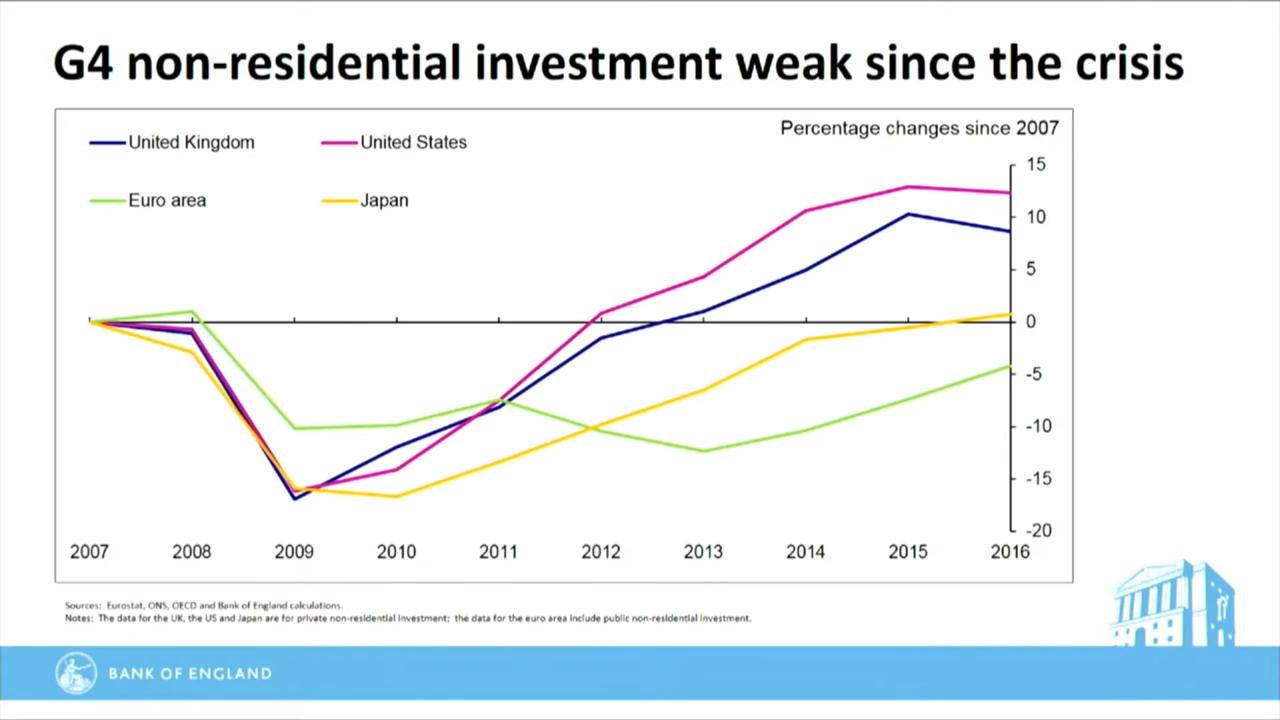 G4 non-residential investment weak since the crisis
United Kingdom
United States
Percentage changes since 2007
Euro area
Japan
15
10
5
0
-5
-10
-15
-20
2007 2008 2009 2010 2011 2012 2013 2014 2015 2016
Sources: Eurostat, ONS, OECD and Bank of England calculations.
Notes: The data for the UK, the US and Japan are for private non-residential investment; the data for the euro area include public non-residential investment.
BANK OF ENGLAND